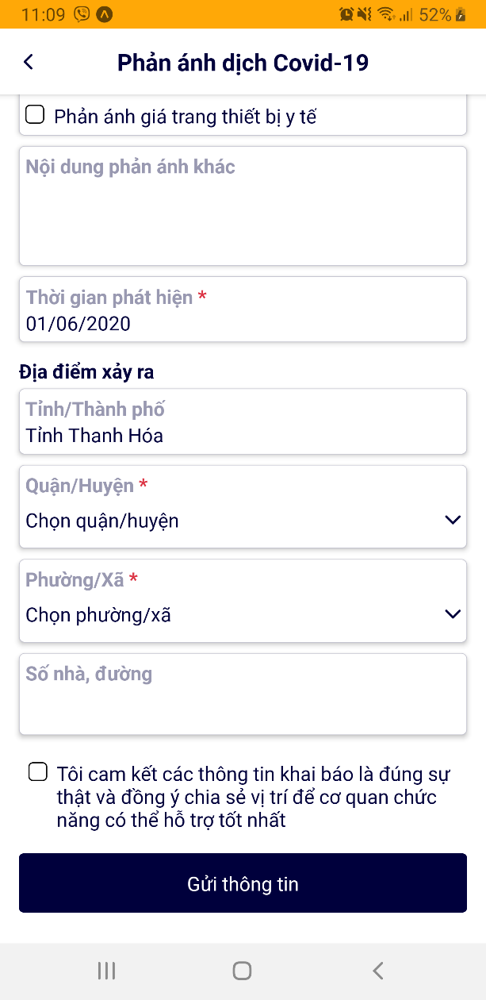 11:09
52%
Phản ánh dịch Covid-19
Phản ánh giá trang thiết bị y tế
Nội dung phản ánh khác
Thời gian phát hiện *
01/06/2020
Địa điểm xảy ra
Tỉnh/Thành phố
Tỉnh Thanh Hóa
Quận/Huyện *
Chọn quận/huyện
Phường/Xã *
Chọn phường/xã
Số nhà, đường
Tôi cam kết các thông tin khai báo là đúng sự
thật và đồng ý chia sẻ vị trí để cơ quan chức
năng có thể hỗ trợ tốt nhất
Gửi thông tin